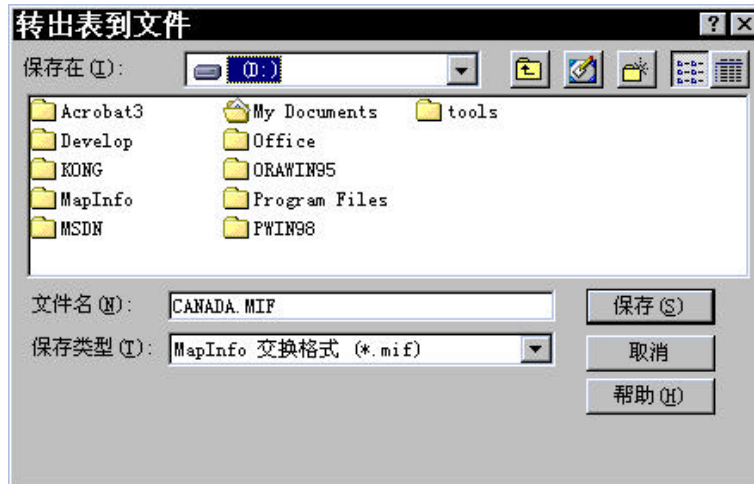 转出表到文件
保存在(I): (D:)
Acrobat3 My Documents tools
Develop Office
KONG ORAWIN95
MapInfo Program Files
MSDN PWIN98
文件名(N): CANADA.MIF 保存(S)
保存类型(T): MapInfo 交换格式 (*.mif) 取消
帮助(H)